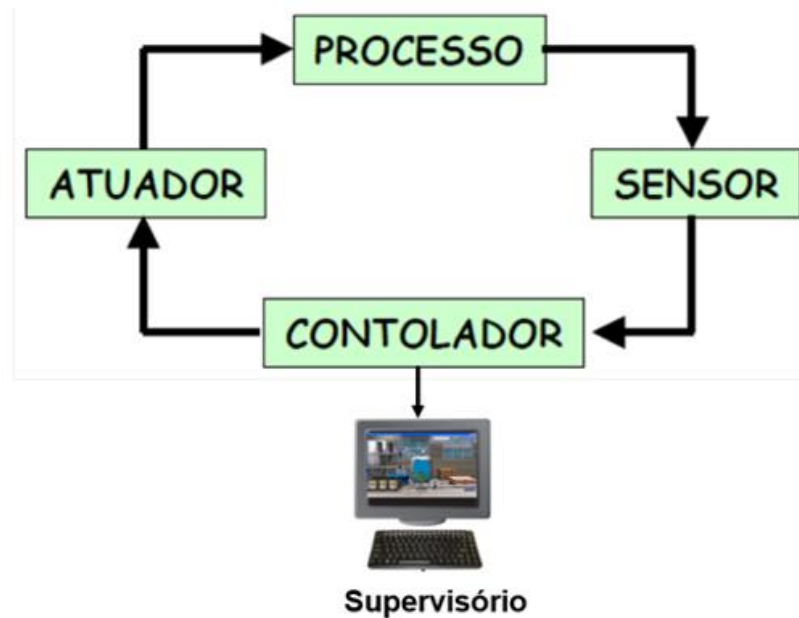 PROCESSO
ATUADOR
SENSOR
CONTOLADOR
Supervisório